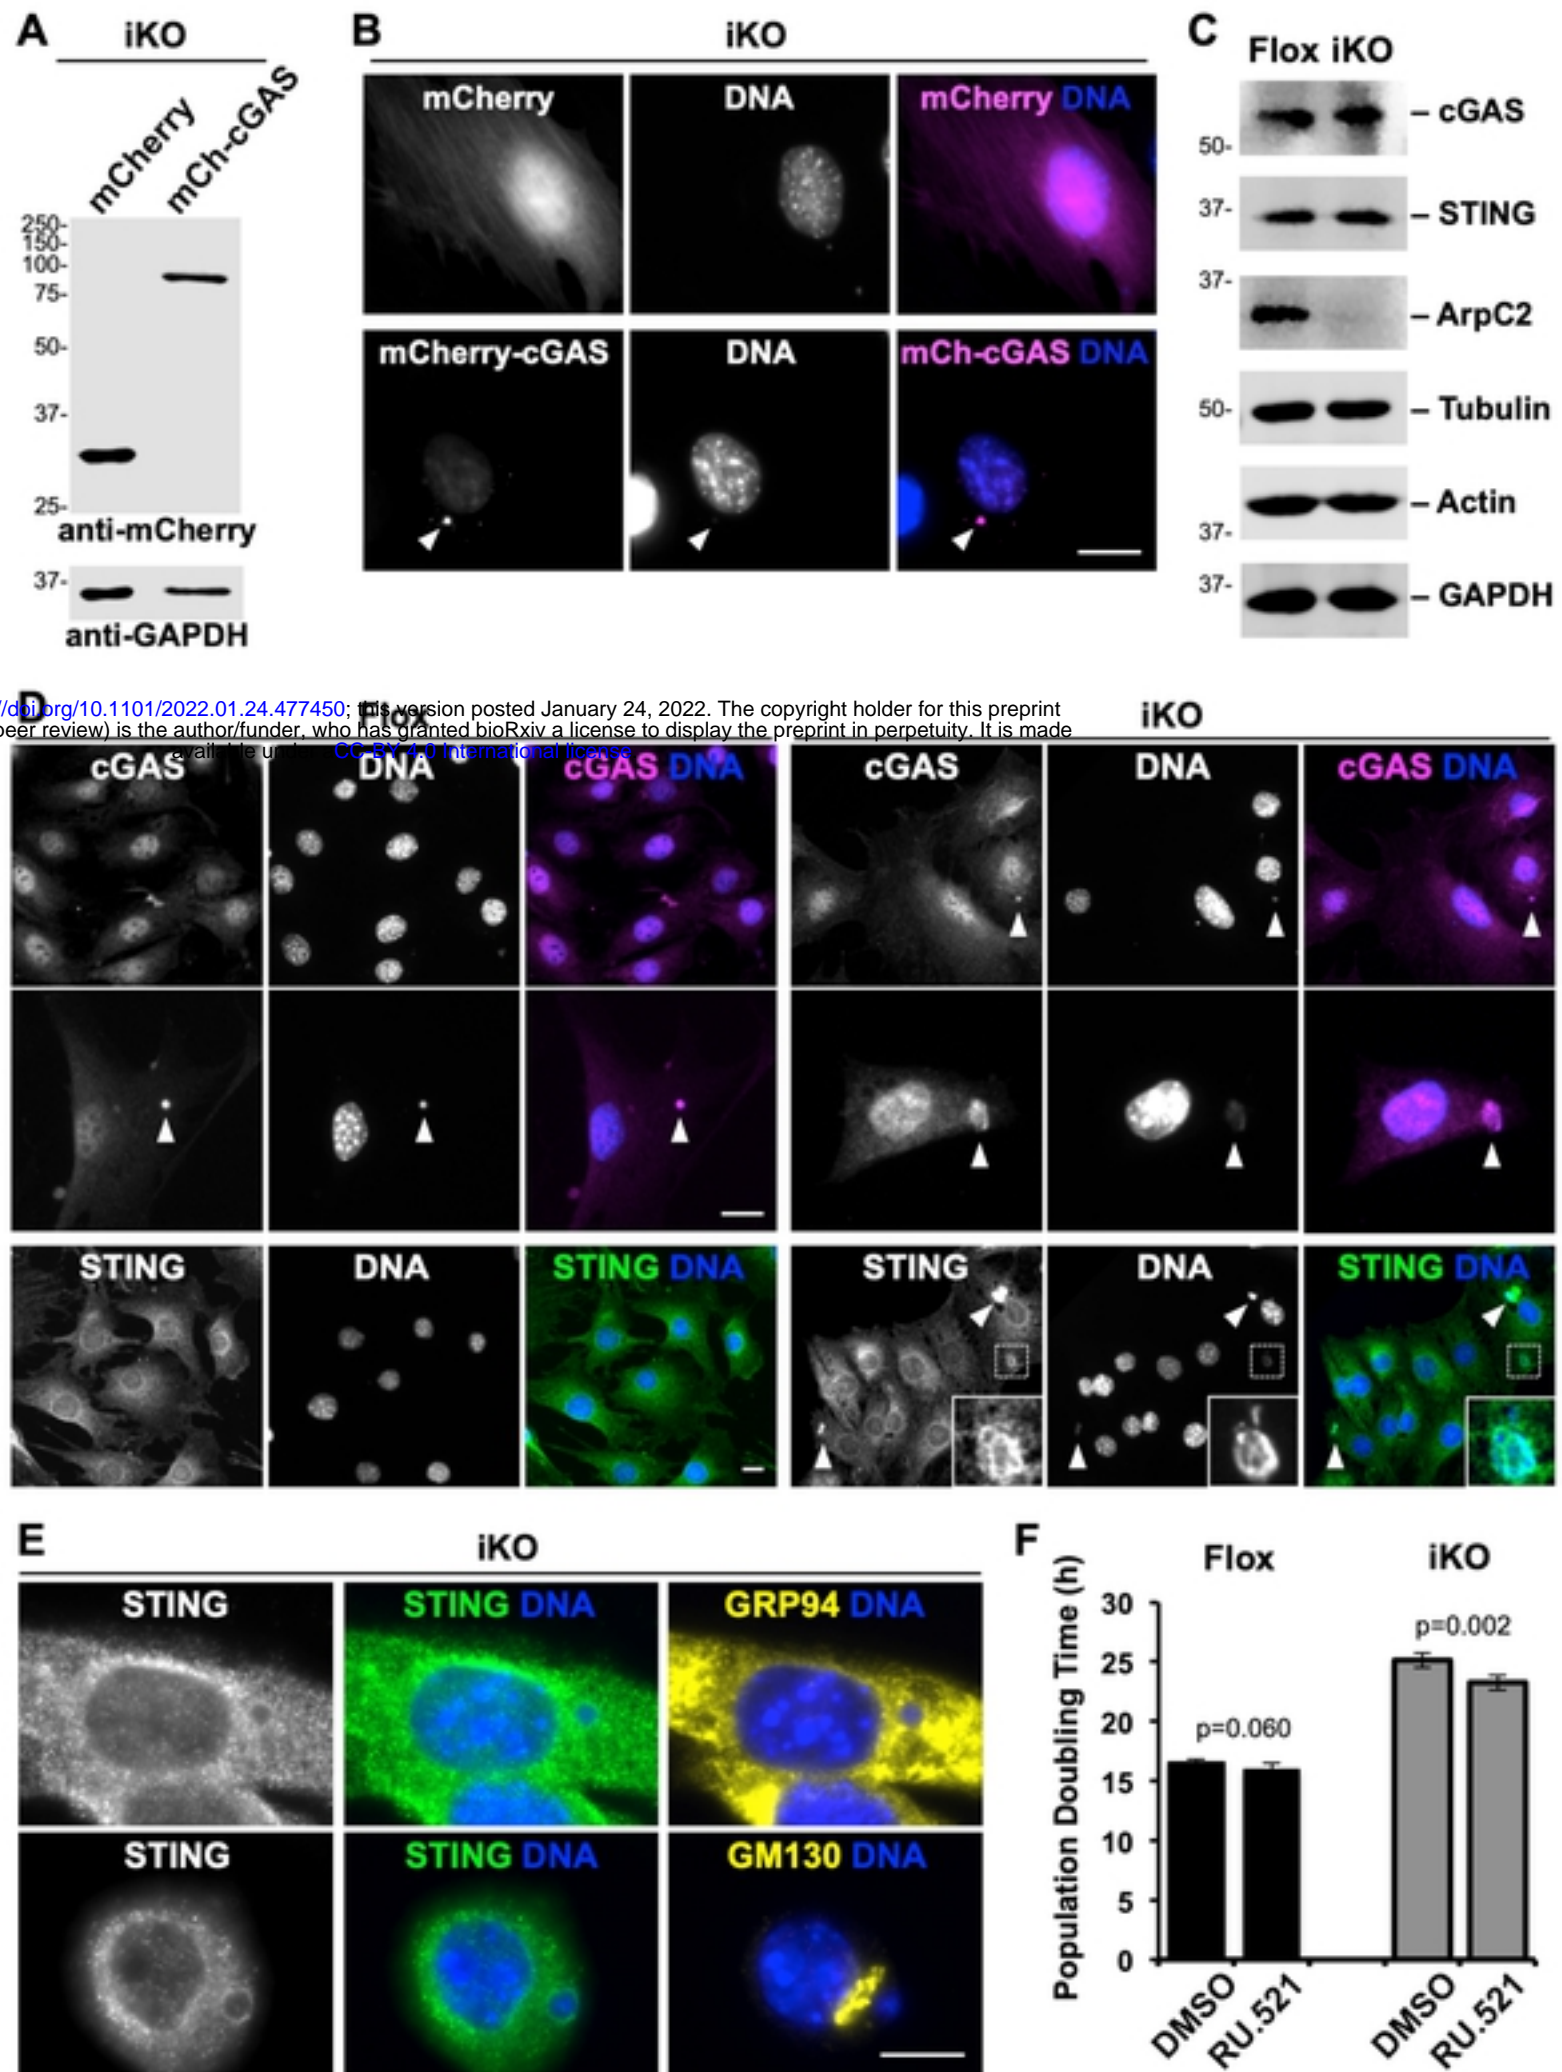 A
iKO
mCherry
mCh-cGAS
250-
150-
100-
75-
50-
37-
25-
anti-mCherry
37-
anti-GAPDH
B
iKO
mCherry
DNA
mCherry DNA
mCherry-cGAS
DNA
mCh-cGAS DNA
C
Flox iKO
50-
– cGAS
37-
– STING
37-
– ArpC2
50-
– Tubulin
37-
– Actin
37-
– GAPDH
D
Flox
iKO
//doi.org/10.1101/2022.01.24.477450; this version posted January 24, 2022. The copyright holder for this preprint
peer review) is the author/funder, who has granted bioRxiv a license to display the preprint in perpetuity. It is made
available under CC-BY 4.0 International license
cGAS
DNA
cGAS DNA
cGAS
DNA
cGAS DNA
STING
DNA
STING DNA
STING
DNA
STING DNA
E
iKO
STING
STING DNA
GRP94 DNA
STING
STING DNA
GM130 DNA
F
Flox
iKO
Population Doubling Time (h)
30
25
20
15
10
5
0
p=0.060
p=0.002
DMSO
RU.521
DMSO
RU.521